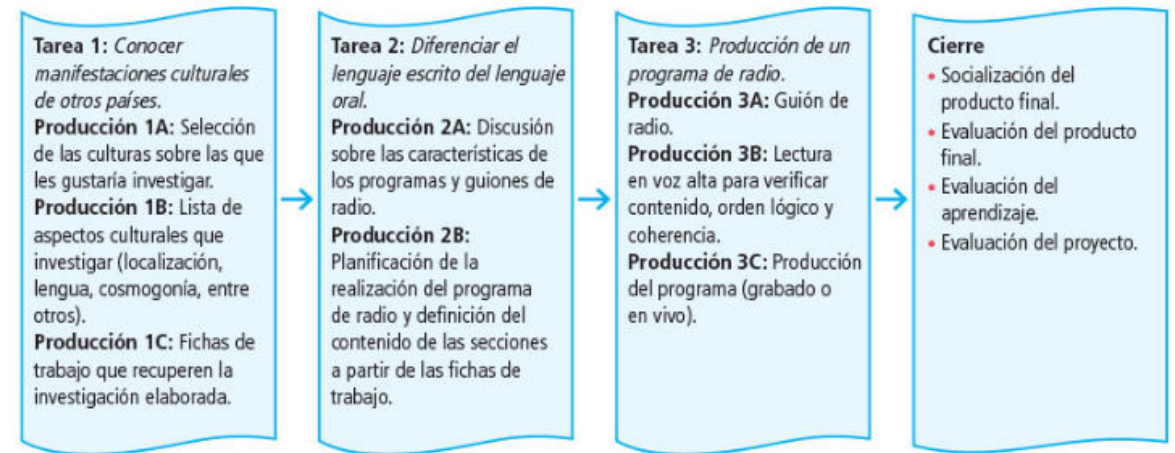 Tarea 1: Conocer
manifestaciones culturales
de otros países.
Producción 1A: Selección
de las culturas sobre las que
les gustaría investigar.
Producción 1B: Lista de
aspectos culturales que
investigar (localización,
lengua, cosmogonía, entre
otros).
Producción 1C: Fichas de
trabajo que recuperen la
investigación elaborada.
Tarea 2: Diferenciar el
lenguaje escrito del lenguaje
oral.
Producción 2A: Discusión
sobre las características de
los programas y guiones de
radio.
Producción 2B:
Planificación de la
realización del programa
de radio y definición del
contenido de las secciones
a partir de las fichas de
trabajo.
Tarea 3: Producción de un
programa de radio.
Producción 3A: Guión de
radio.
Producción 3B: Lectura
en voz alta para verificar
contenido, orden lógico y
coherencia.
Producción 3C: Producción
del programa (grabado o
en vivo).
Cierre
• Socialización del
producto final.
• Evaluación del producto
final.
• Evaluación del
aprendizaje.
• Evaluación del proyecto.